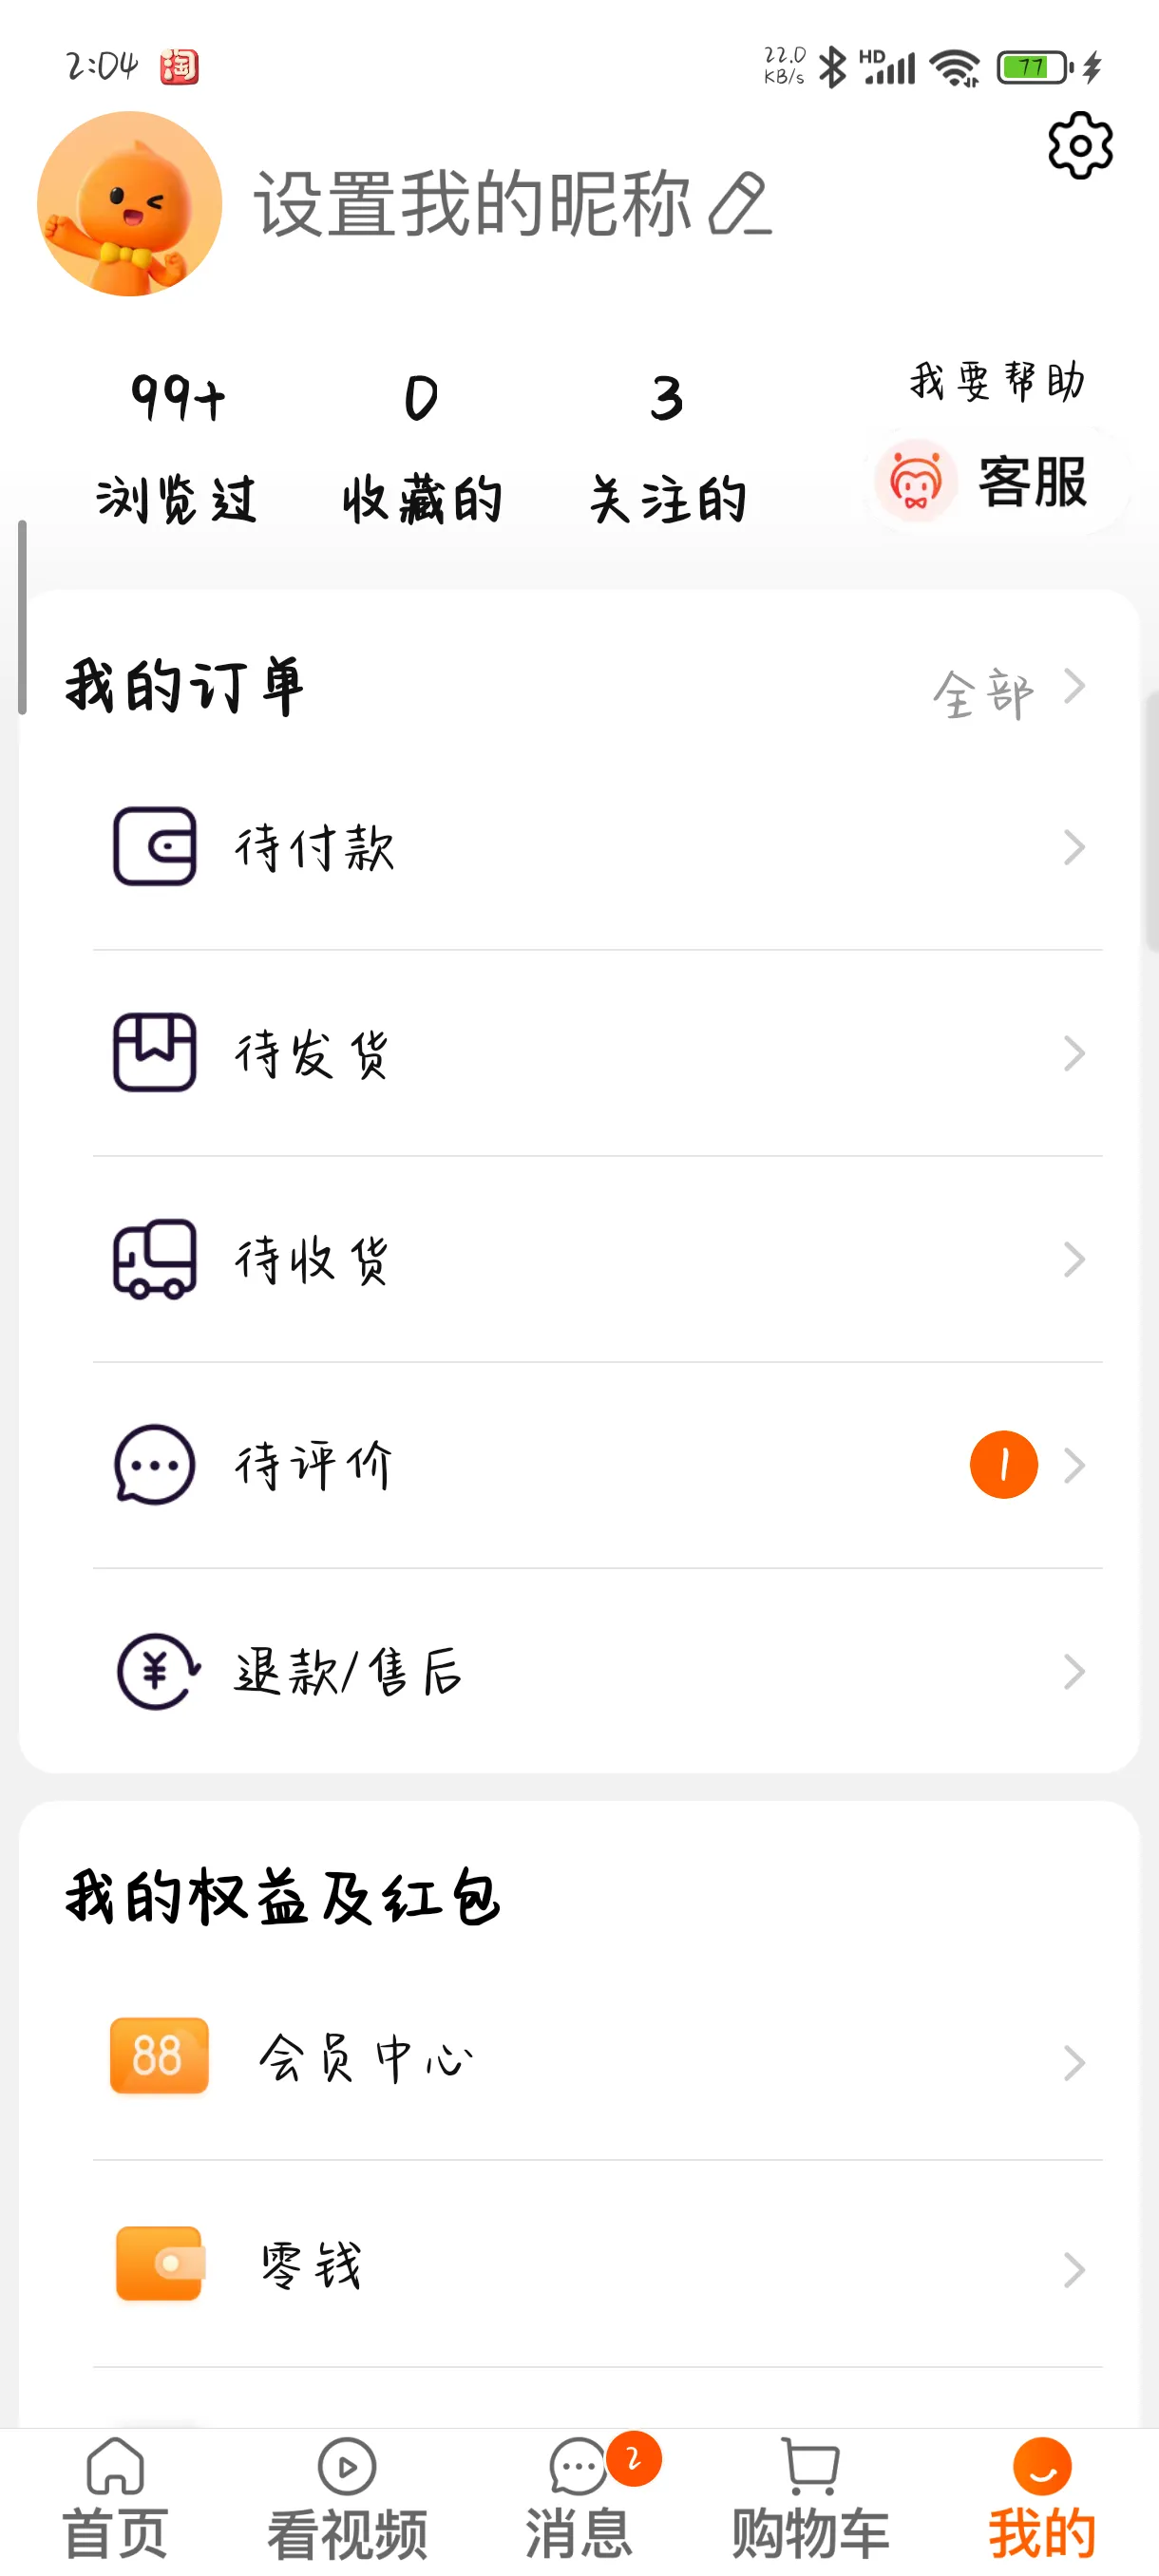 2:04 淘 22.0 KB/s HD 77
设置我的昵称
99+ 0 3 我要帮助
浏览过 收藏的 关注的 客服
我的订单 全部
待付款
待发货
待收货
待评价 1
¥ 退款/售后
我的权益及红包
88 会员中心
零钱
2
首页 看视频 消息 购物车 我的